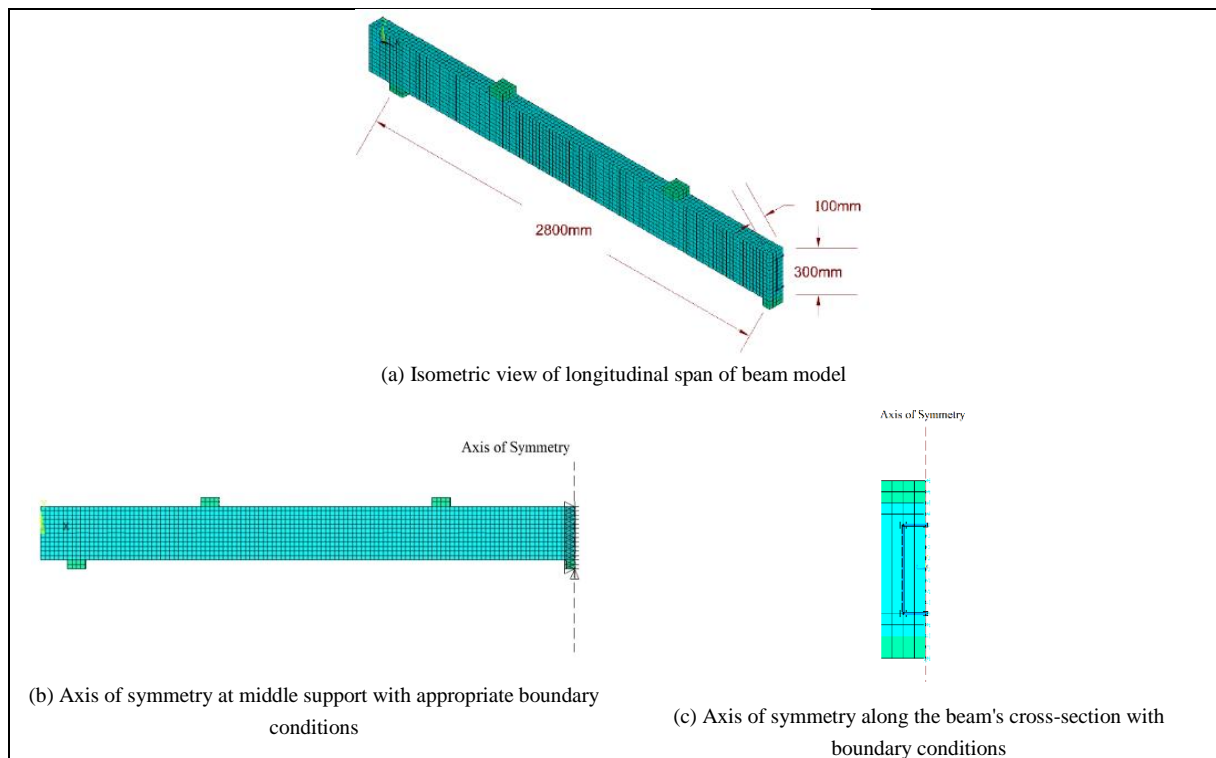 100mm
2800mm
300mm
(a) Isometric view of longitudinal span of beam model
Axis of Symmetry
Axis of Symmetry
X
(b) Axis of symmetry at middle support with appropriate boundary
conditions
(c) Axis of symmetry along the beam's cross-section with
boundary conditions